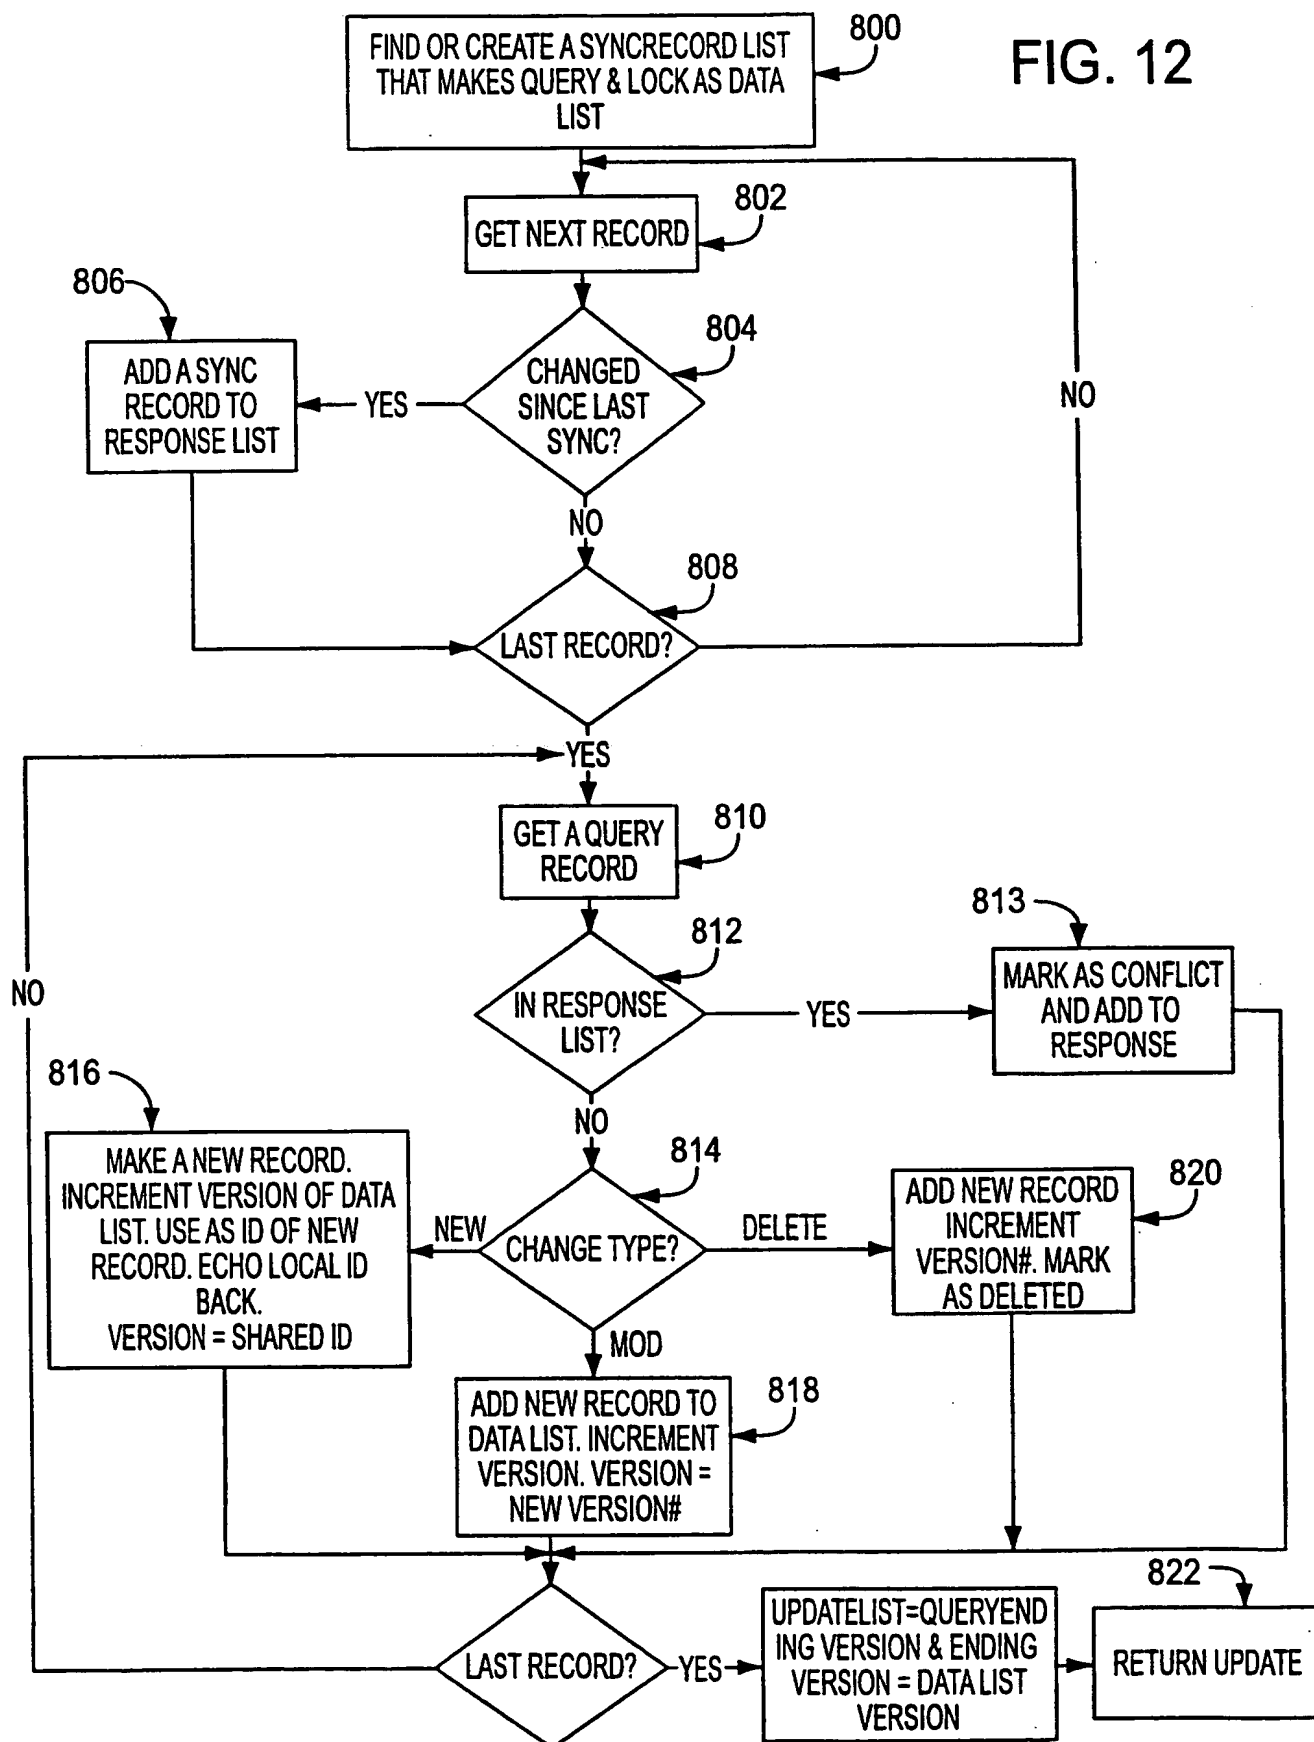 800
FIG. 12
FIND OR CREATE A SYNCRECORD LIST
THAT MAKES QUERY & LOCK AS DATA
LIST
802
GET NEXT RECORD
806
804
ADD A SYNC
RECORD TO
RESPONSE LIST
YES
CHANGED
SINCE LAST
SYNC?
NO
NO
808
LAST RECORD?
YES
810
GET A QUERY
RECORD
812
813
NO
IN RESPONSE
LIST?
YES
MARK AS CONFLICT
AND ADD TO
RESPONSE
816
NO
814
820
MAKE A NEW RECORD.
INCREMENT VERSION OF DATA
LIST. USE AS ID OF NEW
RECORD. ECHO LOCAL ID
BACK.
VERSION = SHARED ID
NEW
CHANGE TYPE?
DELETE
ADD NEW RECORD
INCREMENT
VERSION#. MARK
AS DELETED
MOD
818
ADD NEW RECORD TO
DATA LIST. INCREMENT
VERSION. VERSION =
NEW VERSION#
822
LAST RECORD?
YES
UPDATELIST=QUERYEND
ING VERSION & ENDING
VERSION = DATA LIST
VERSION
RETURN UPDATE